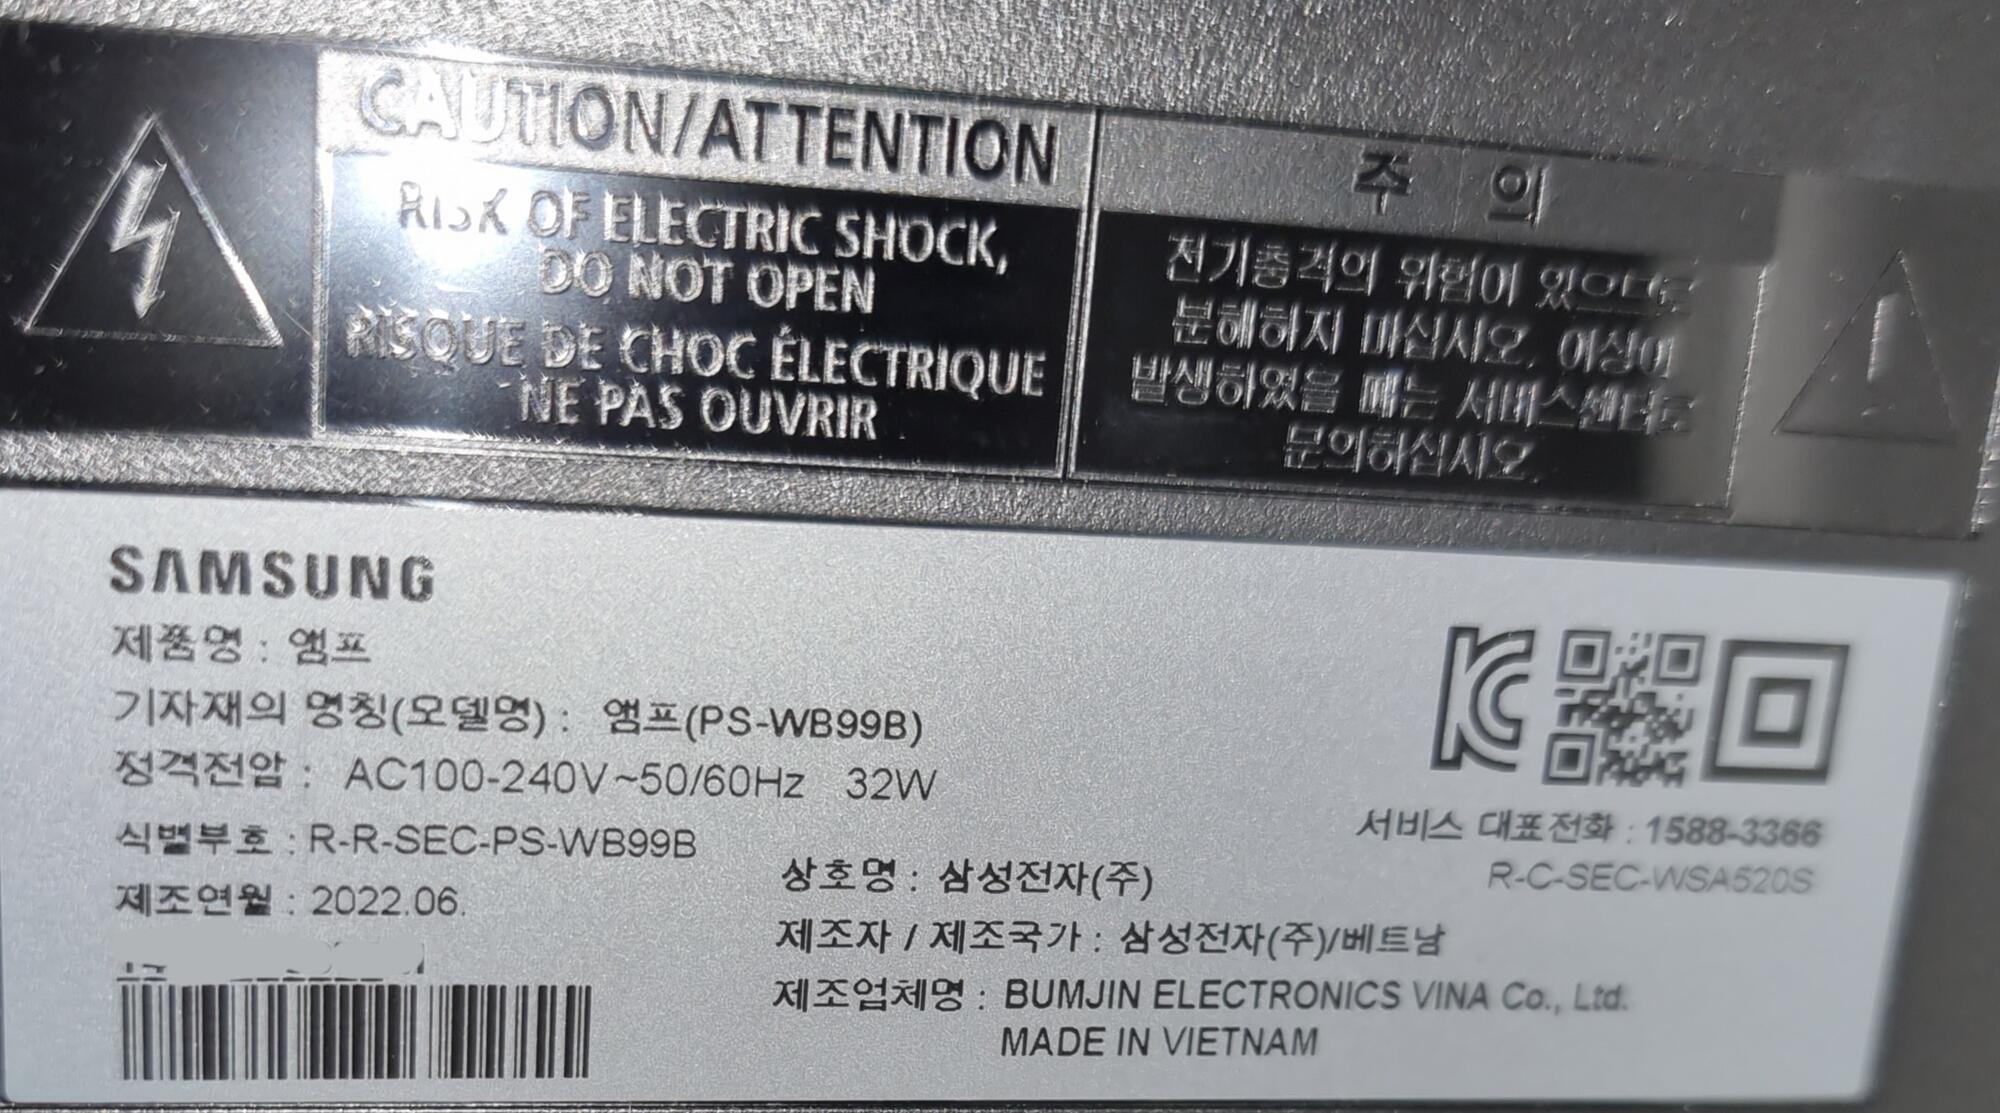 CAUTION/ATTENTION
RISK OF ELECTRIC SHOCK,
DO NOT OPEN
RISQUE DE CHOC ÉLECTRIQUE
NE PAS OUVRIR
주 의
전기충격의 위험이 있으므로
분해하지 마십시오. 이상이
발생하였을 때는 서비스센터로
문의하십시오.
SAMSUNG
제품명 : 앰프
기자재의 명칭(모델명) : 앰프(PS-WB99B)
정격전압 : AC100-240V~50/60Hz 32W
식별부호 : R-R-SEC-PS-WB99B
제조연월 : 2022.06.
서비스 대표전화 : 1588-3366
R-C-SEC-WSA520S
상호명 : 삼성전자(주)
제조자 / 제조국가 : 삼성전자(주)/베트남
제조업체명 : BUMJIN ELECTRONICS VINA Co., Ltd.
MADE IN VIETNAM